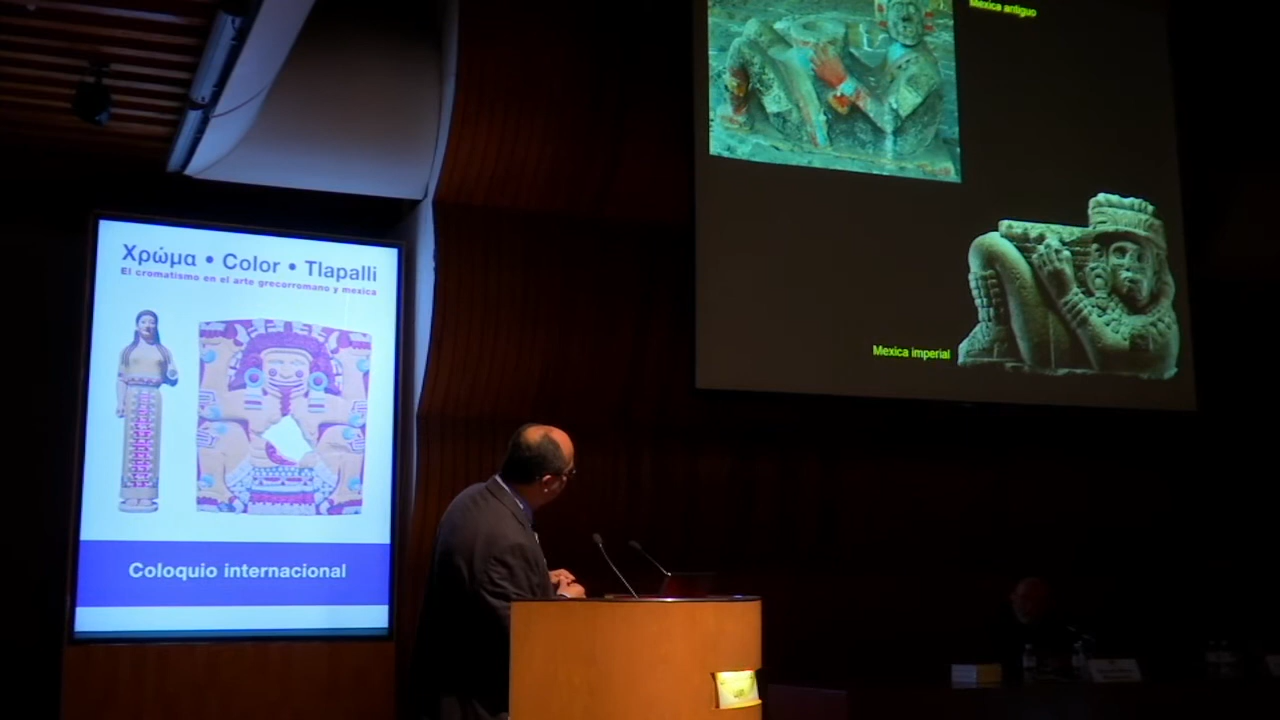 Χρώμα • Color • Tlapalli
El cromatismo en el arte grecorromano y mexica
Coloquio internacional
Mexica antiguo
Mexica imperial